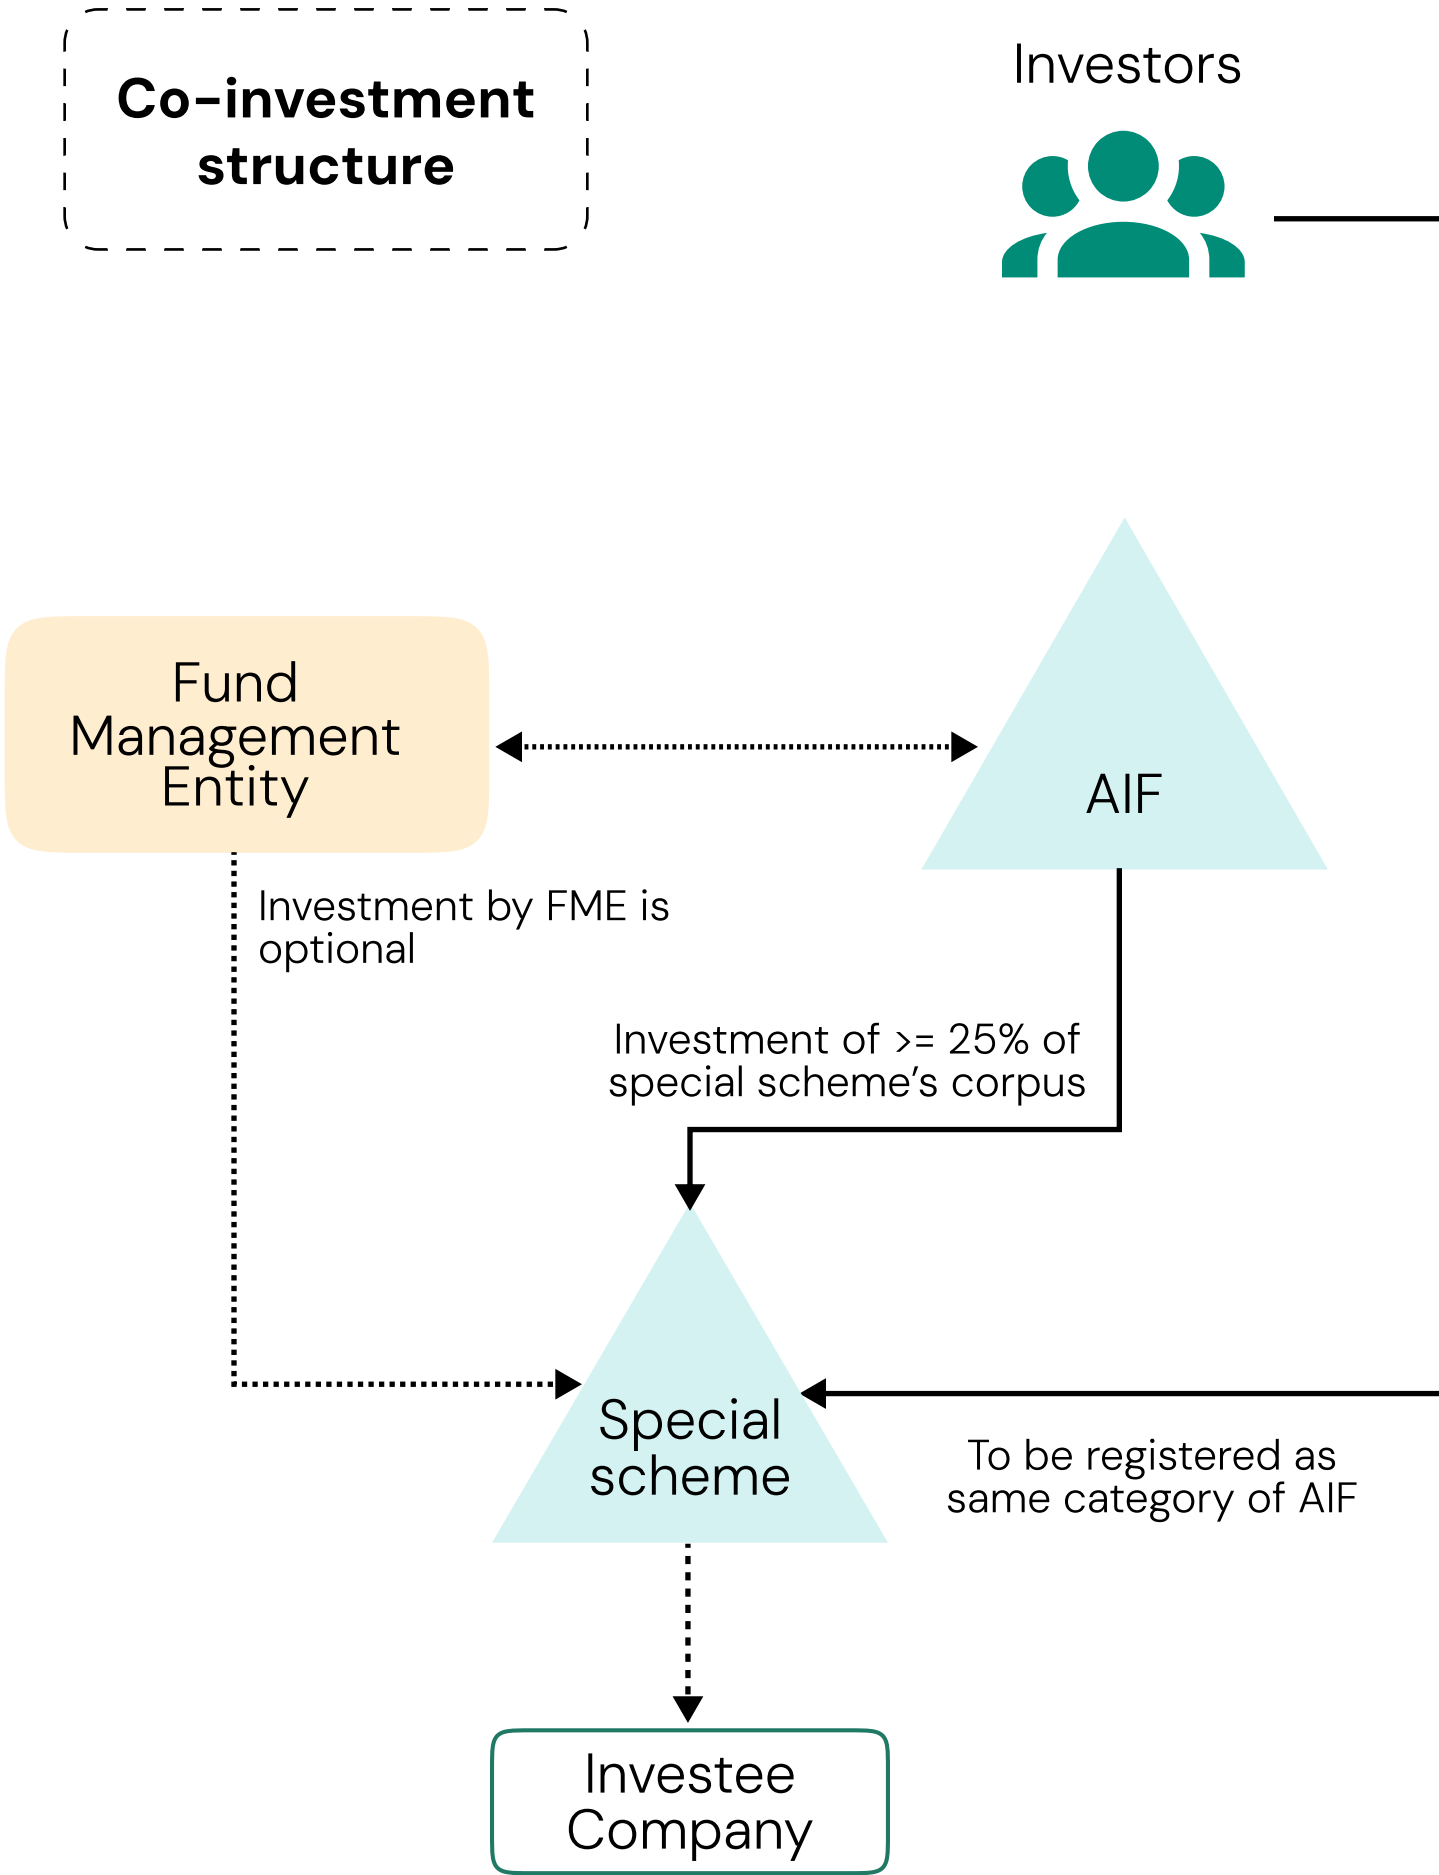 Co-investment
structure
Investors
Fund
Management
Entity
AIF
Investment by FME is
optional
Investment of >= 25% of
special scheme’s corpus
Special
scheme
To be registered as
same category of AIF
Investee
Company